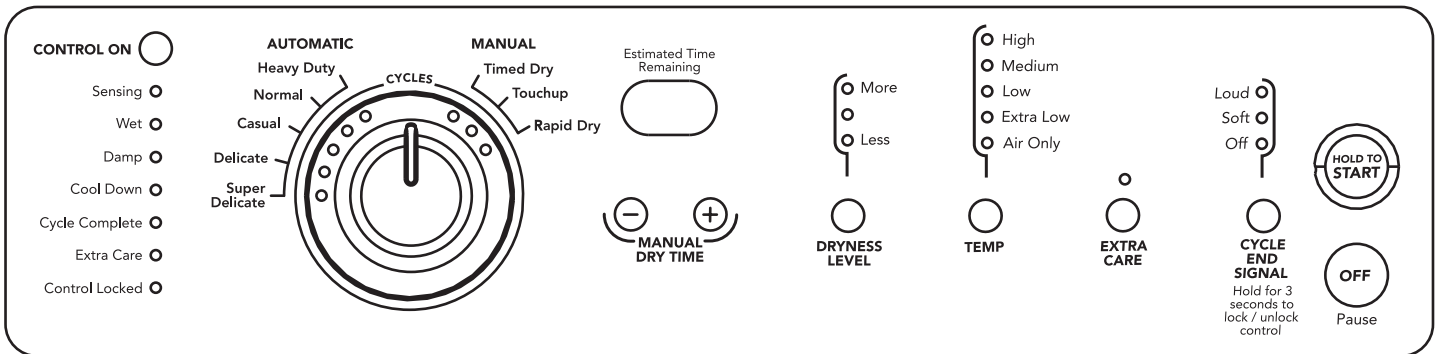 CONTROL ON
Sensing
Wet
Damp
Cool Down
Cycle Complete
Extra Care
Control Locked
AUTOMATIC
Heavy Duty
Normal
Casual
Delicate
Super
Delicate
CYCLES
MANUAL
Timed Dry
Touchup
Rapid Dry
Estimated Time
Remaining
− +
MANUAL
DRY TIME
More
Less
DRYNESS
LEVEL
High
Medium
Low
Extra Low
Air Only
TEMP
EXTRA
CARE
Loud
Soft
Off
CYCLE
END
SIGNAL
Hold for 3
seconds to
lock / unlock
control
HOLD TO
START
OFF
Pause